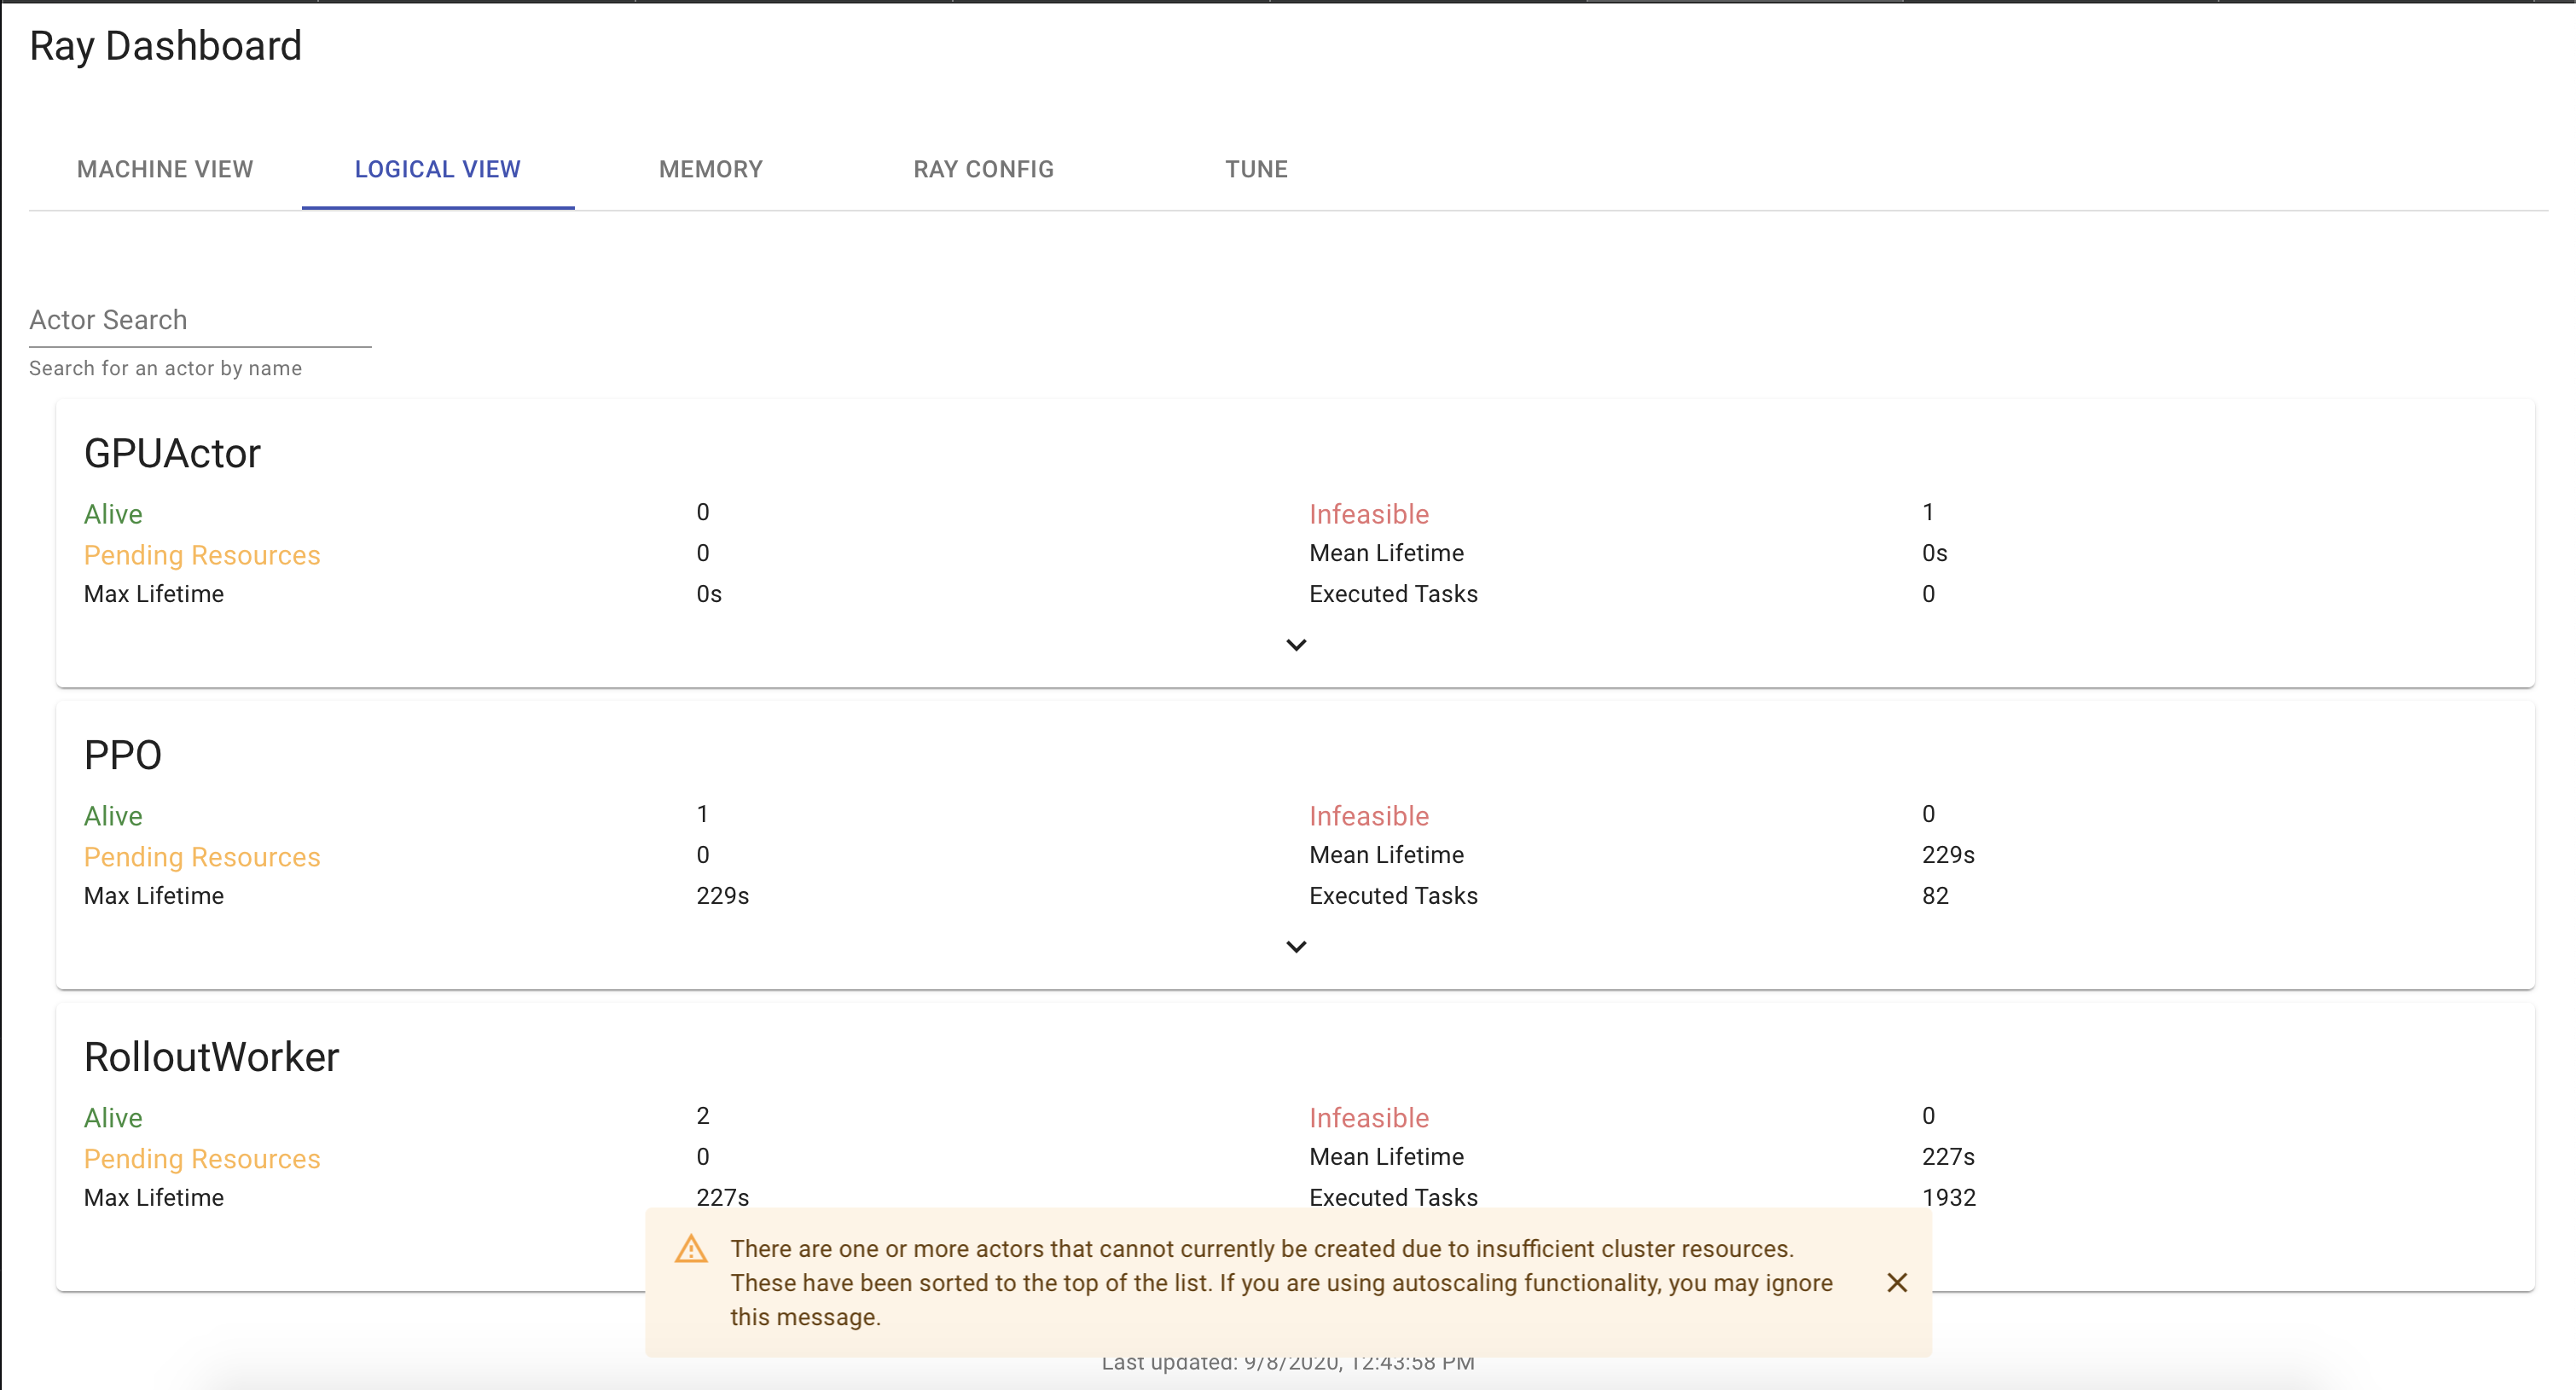 Ray Dashboard
MACHINE VIEW LOGICAL VIEW MEMORY RAY CONFIG TUNE
Actor Search
Search for an actor by name
GPUActor
Alive 0 Infeasible 1
Pending Resources 0 Mean Lifetime 0s
Max Lifetime 0s Executed Tasks 0
PPO
Alive 1 Infeasible 0
Pending Resources 0 Mean Lifetime 229s
Max Lifetime 229s Executed Tasks 82
RolloutWorker
Alive 2 Infeasible 0
Pending Resources 0 Mean Lifetime 227s
Max Lifetime 227s Executed Tasks 1932
There are one or more actors that cannot currently be created due to insufficient cluster resources.
These have been sorted to the top of the list. If you are using autoscaling functionality, you may ignore
this message.
Last updated: 9/8/2020, 12:43:58 PM